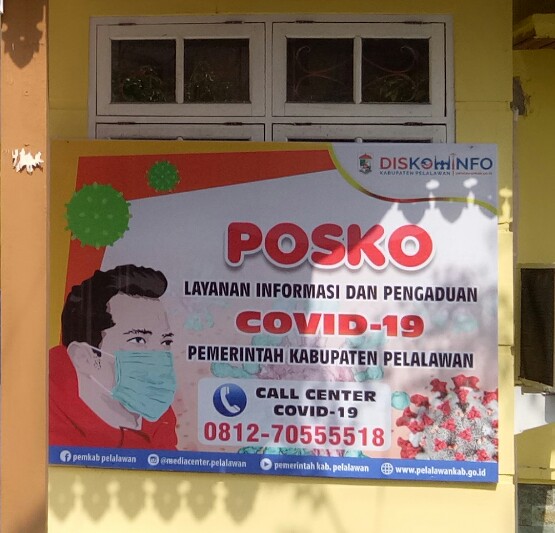 DISKOMINFO
KABUPATEN PELALAWAN
POSKO
LAYANAN INFORMASI DAN PENGADUAN
COVID-19
PEMERINTAH KABUPATEN PELALAWAN
CALL CENTER
COVID-19
0812-70555518
pemkab pelalawan @mediacenter.pelalawan pemerintah kab. pelalawan www.pelalawankab.go.id